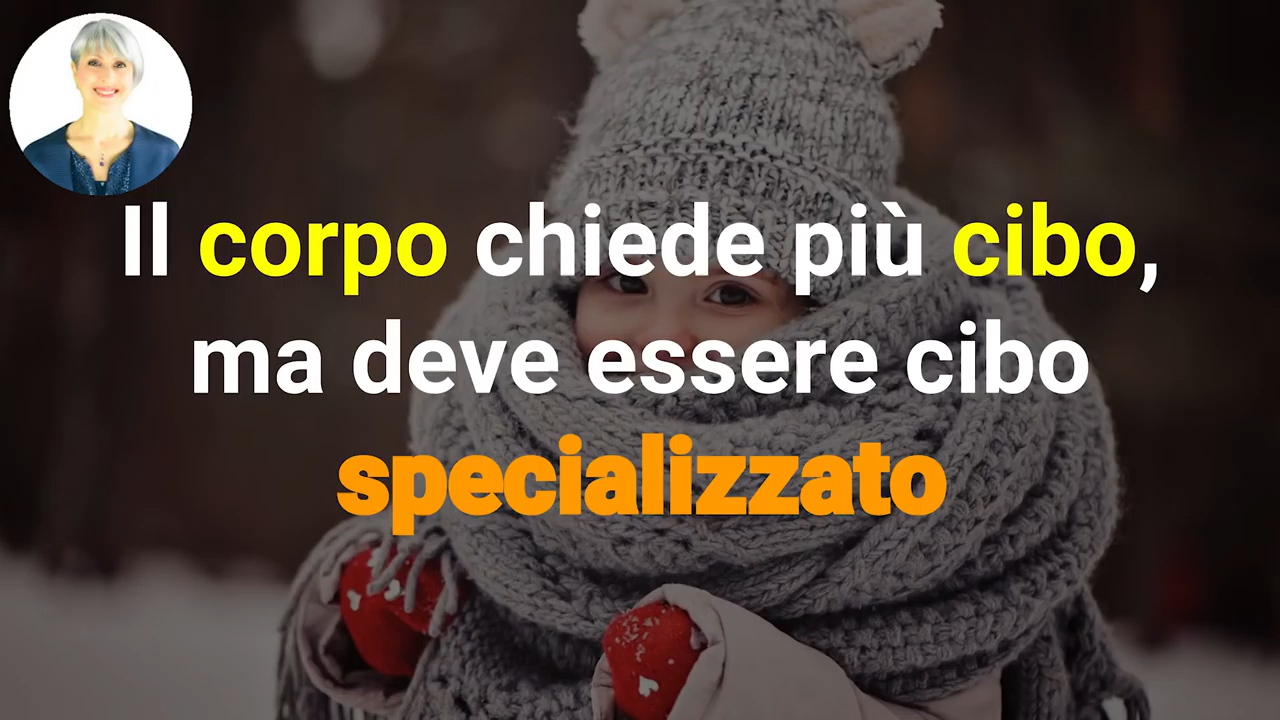 Il corpo chiede più cibo,
ma deve essere cibo
specializzato